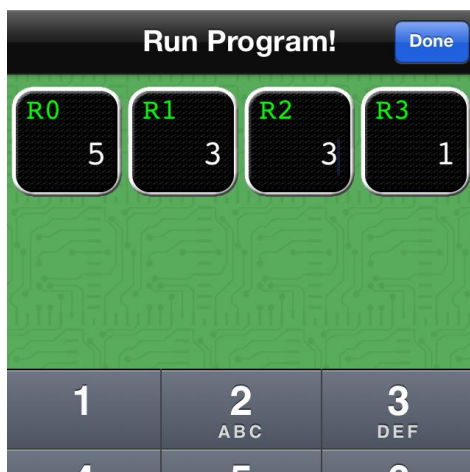 Run Program!
Done
R0 R1 R2 R3
5 3 3 1
1 2 3
ABC DEF